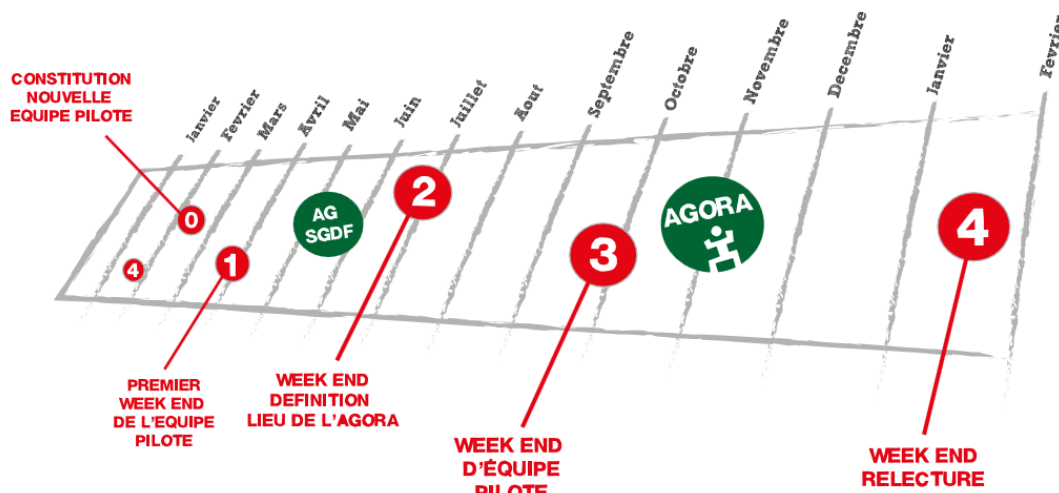 CONSTITUTION
NOUVELLE
EQUIPE PILOTE
Janvier
Fevrier
Mars
Avril
Mai
Juin
Juillet
Aout
Septembre
Octobre
Novembre
Decembre
Janvier
Fevrier
0
4
1
AG
SGDF
2
3
AGORA
4
PREMIER
WEEK END
DE L'EQUIPE
PILOTE
WEEK END
DEFINITION
LIEU DE L'AGORA
WEEK END
D'ÉQUIPE
PILOTE
WEEK END
RELECTURE